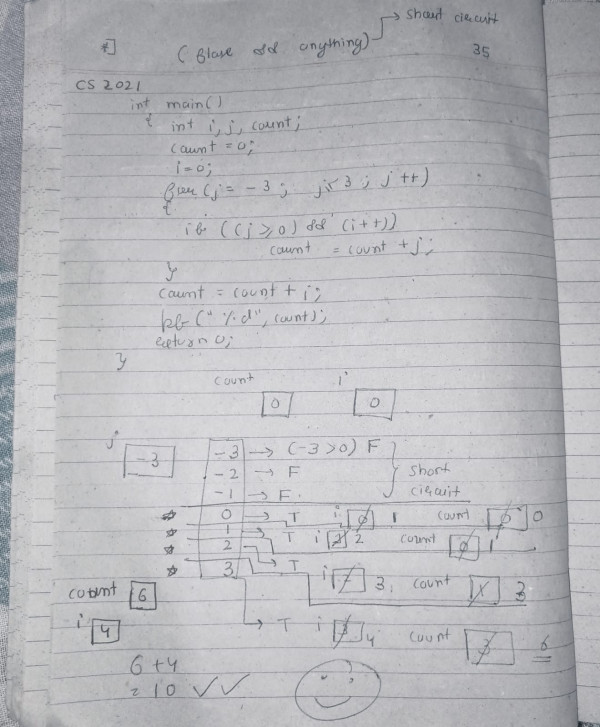 *] (flase && anything) → short circuit
35
CS 2021
int main()
{ int i, j, count;
count = 0;
i = 0;
for (j = -3 ; j < 3 ; j++)
{
if ((j >= 0) && (i++))
count = count + j;
}
count = count + i;
pf ("%d", count);
return 0;
}
count 0 i 0
j -3
-3 → (-3 > 0) F
-2 → F
-1 → F.
short circuit
0 → T i 0 1 count 0 0
1 → T i 1 2 count 0 1
2 → T i 2 3, count 1 3
3 → T i 3 4 count 3 6
count 6
i 4
6 + 4
= 10 ✓✓